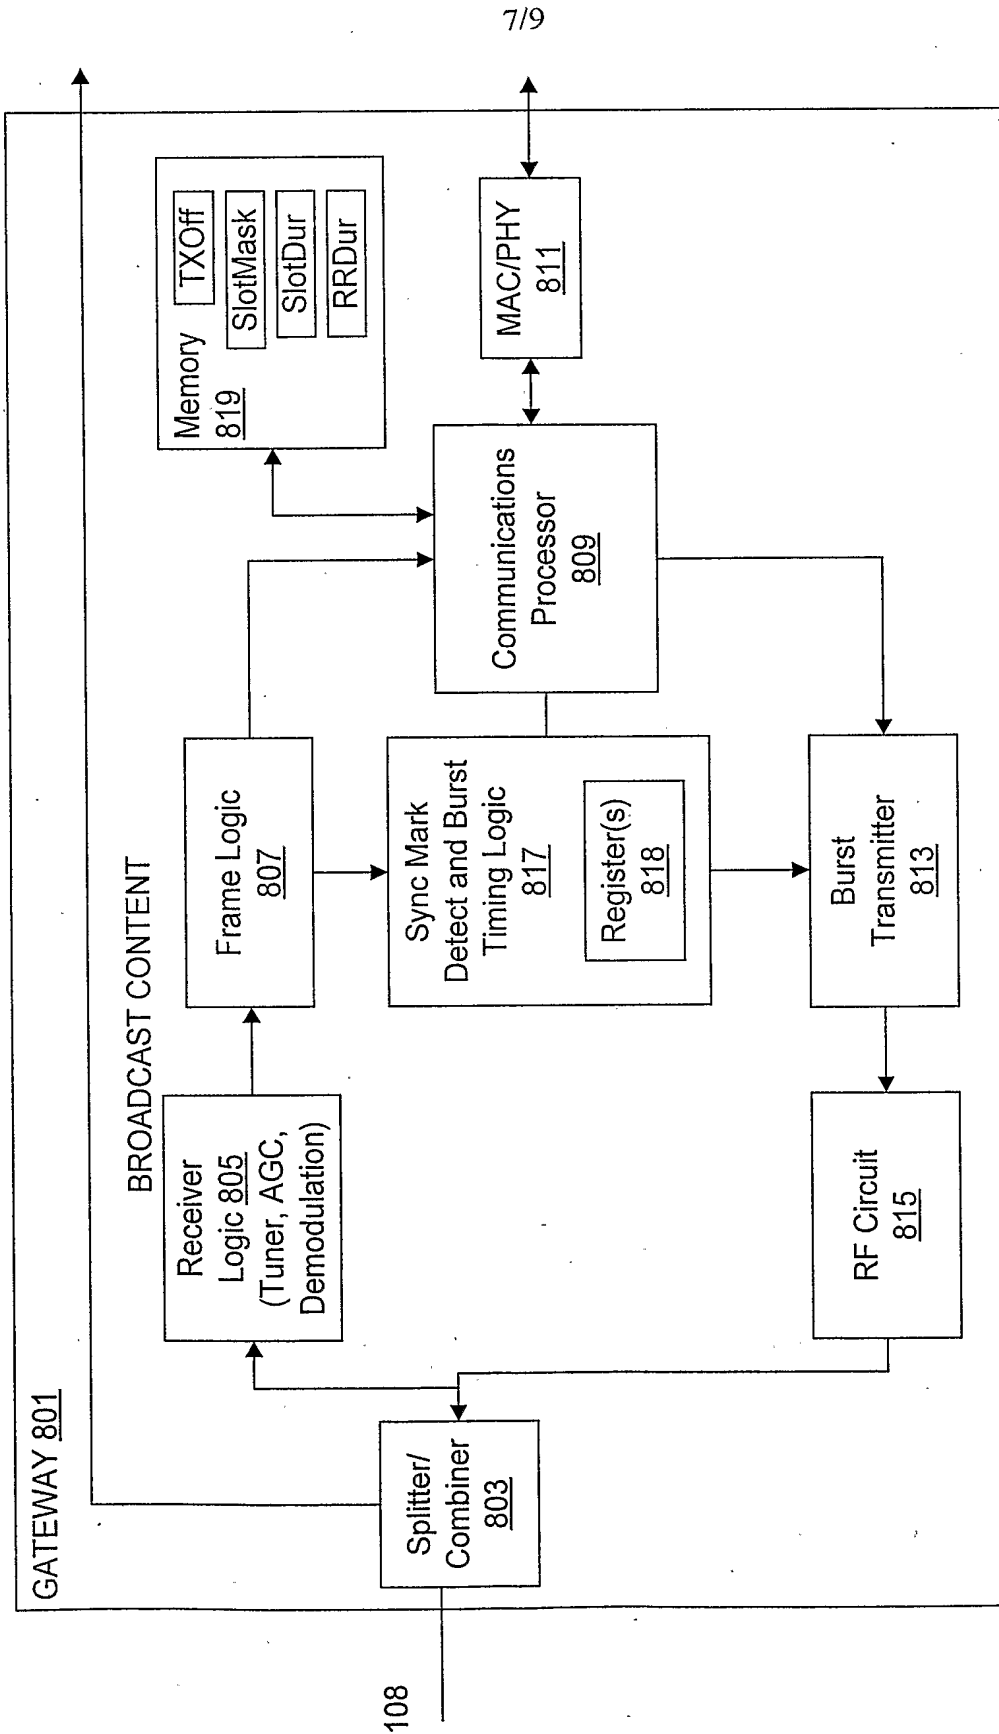 7/9
GATEWAY 801
BROADCAST CONTENT
108
Splitter/
Combiner
803
Receiver
Logic 805
(Tuner, AGC,
Demodulation)
Frame Logic
807
Memory
819
TXOff
SlotMask
SlotDur
RRDur
Sync Mark
Detect and Burst
Timing Logic
817
Register(s)
818
Communications
Processor
809
MAC/PHY
811
RF Circuit
815
Burst
Transmitter
813